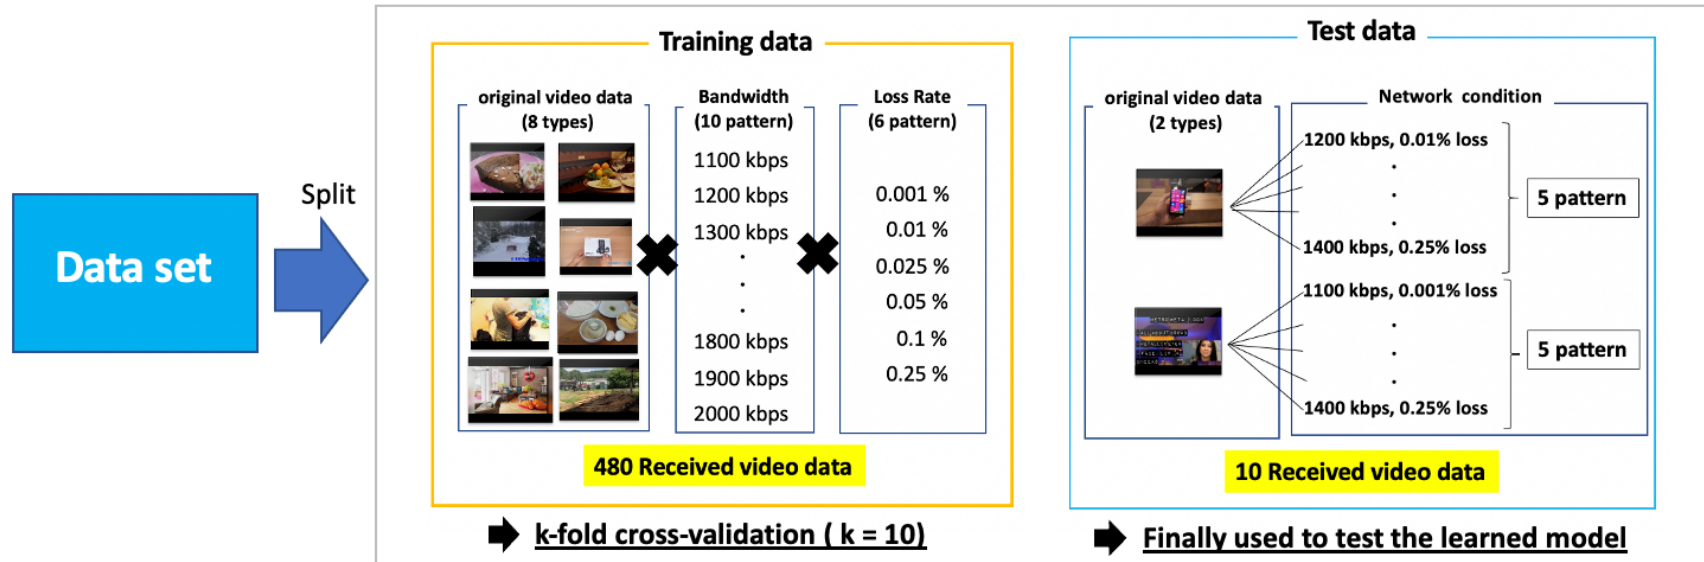 Data set
Split
Training data
original video data
(8 types)
Bandwidth
(10 pattern)
1100 kbps
1200 kbps
1300 kbps
.
.
.
1800 kbps
1900 kbps
2000 kbps
Loss Rate
(6 pattern)
0.001 %
0.01 %
0.025 %
0.05 %
0.1 %
0.25 %
480 Received video data
k-fold cross-validation ( k = 10)
Test data
original video data
(2 types)
Network condition
1200 kbps, 0.01% loss
.
.
.
1400 kbps, 0.25% loss
5 pattern
1100 kbps, 0.001% loss
.
.
.
1400 kbps, 0.25% loss
5 pattern
10 Received video data
Finally used to test the learned model